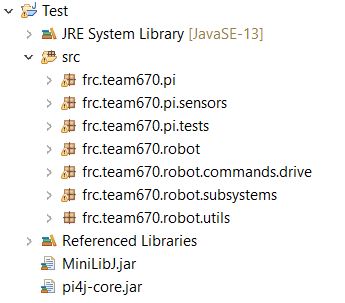 Test
JRE System Library [JavaSE-13]
src
frc.team670.pi
frc.team670.pi.sensors
frc.team670.pi.tests
frc.team670.robot
frc.team670.robot.commands.drive
frc.team670.robot.subsystems
frc.team670.robot.utils
Referenced Libraries
MiniLibJ.jar
pi4j-core.jar